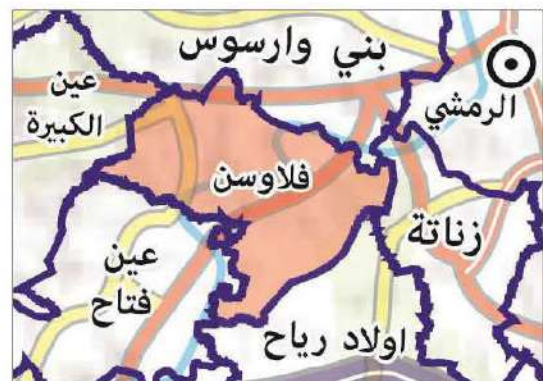 بني وارسوس
عين
الكبيرة
الرمشي
فلاوسن
زناتة
عين
فتاح
اولاد رياح